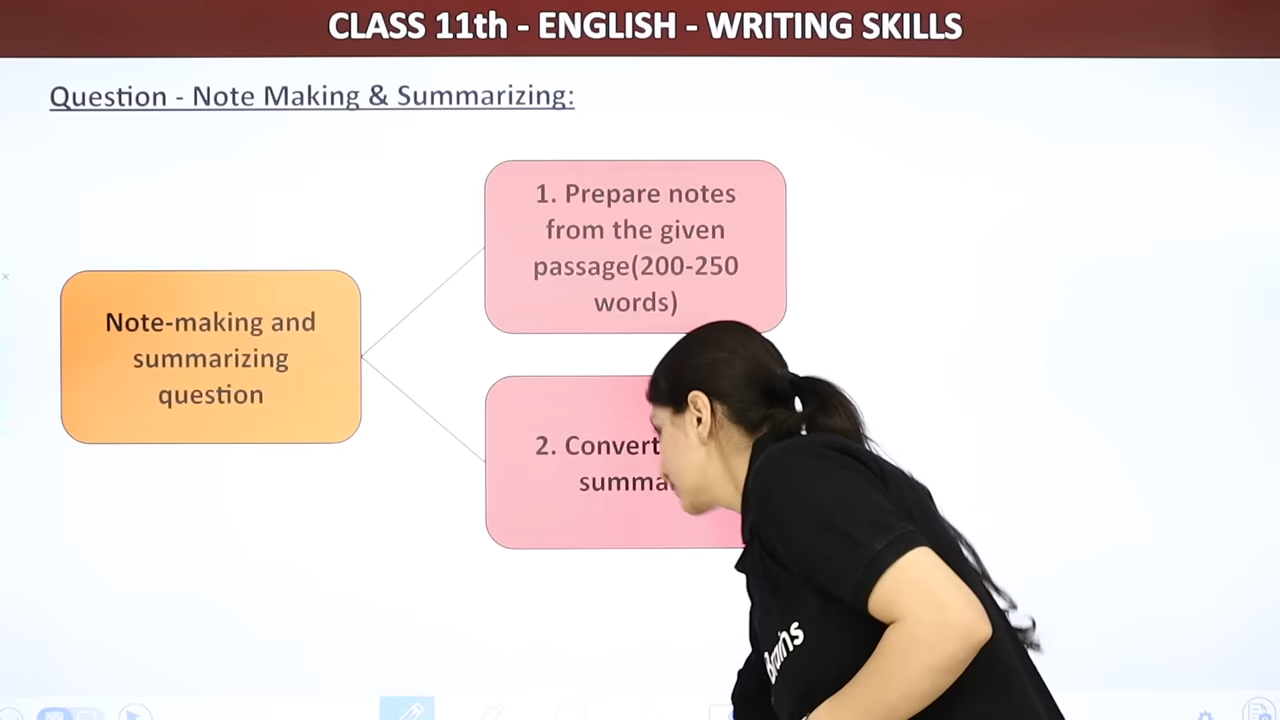 CLASS 11th - ENGLISH - WRITING SKILLS
Question - Note Making & Summarizing:
1. Prepare notes
from the given
passage(200-250
words)
Note-making and
summarizing
question
2. Convert
summa
Brains